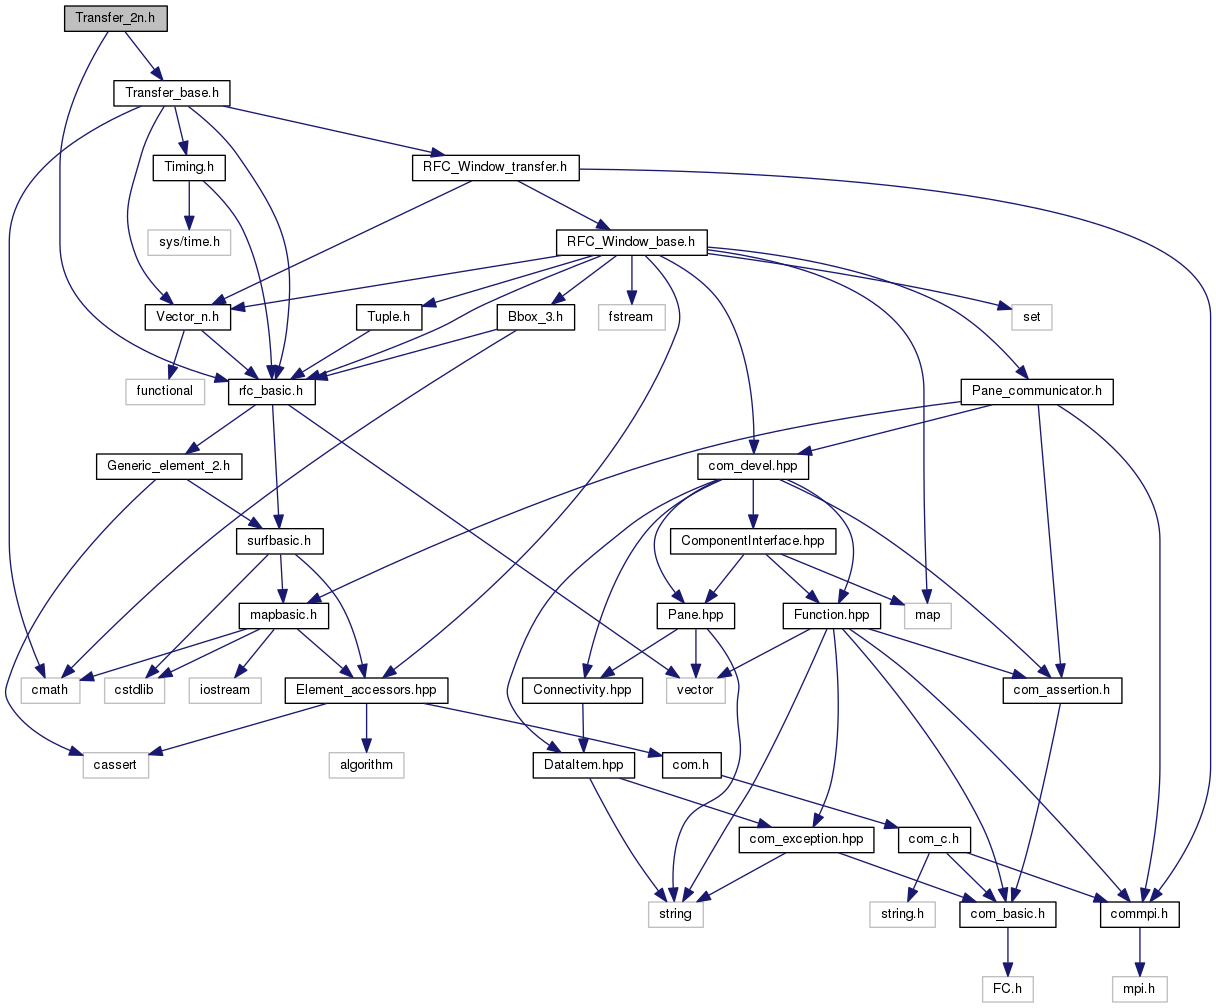 Transfer_2n.h
Transfer_base.h
Timing.h
RFC_Window_transfer.h
sys/time.h
RFC_Window_base.h
Vector_n.h
Tuple.h
Bbox_3.h
fstream
set
functional
rfc_basic.h
Pane_communicator.h
Generic_element_2.h
com_devel.hpp
surfbasic.h
ComponentInterface.hpp
mapbasic.h
Pane.hpp
Function.hpp
map
cmath
cstdlib
iostream
Element_accessors.hpp
Connectivity.hpp
vector
com_assertion.h
cassert
algorithm
DataItem.hpp
com.h
com_exception.hpp
com_c.h
string
string.h
com_basic.h
commpi.h
FC.h
mpi.h